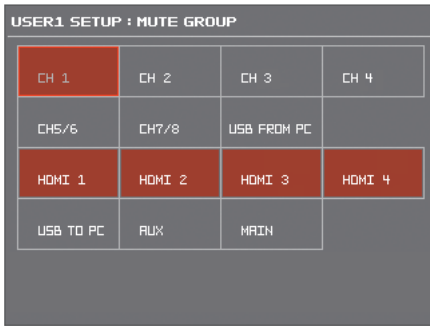 USER1 SETUP : MUTE GROUP
CH 1 CH 2 CH 3 CH 4
CH5/6 CH7/8 USB FROM PC
HDMI 1 HDMI 2 HDMI 3 HDMI 4
USB TO PC AUX MAIN